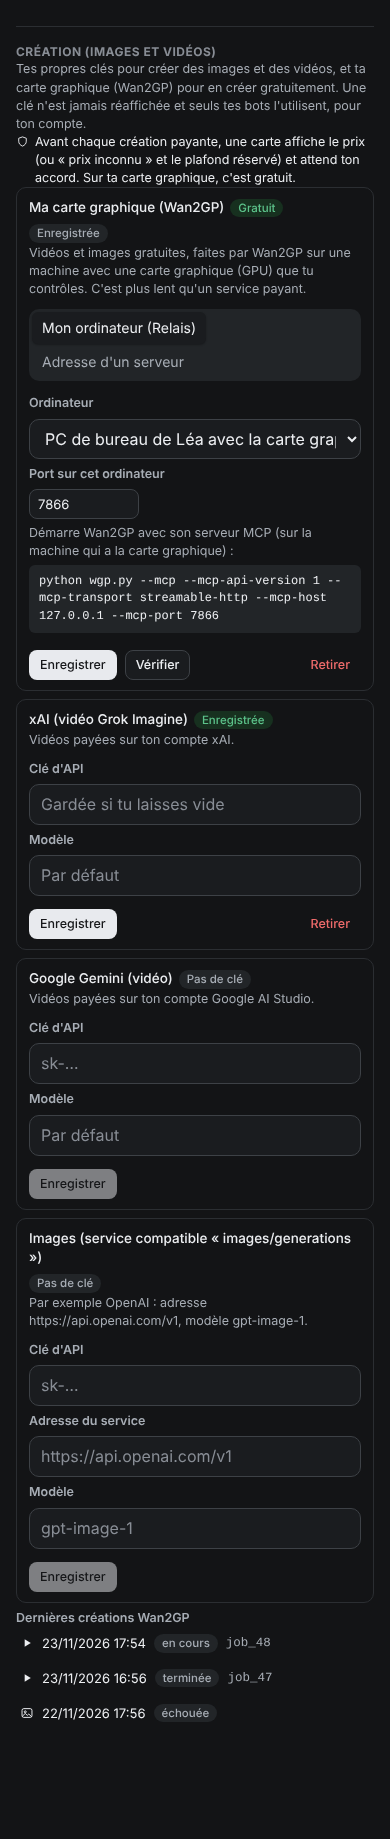 CRÉATION (IMAGES ET VIDÉOS)
Tes propres clés pour créer des images et des vidéos, et ta
carte graphique (Wan2GP) pour en créer gratuitement. Une
clé n'est jamais réaffichée et seuls tes bots l'utilisent, pour
ton compte.
Avant chaque création payante, une carte affiche le prix
(ou « prix inconnu » et le plafond réservé) et attend ton
accord. Sur ta carte graphique, c'est gratuit.
Ma carte graphique (Wan2GP) Gratuit
Enregistrée
Vidéos et images gratuites, faites par Wan2GP sur une
machine avec une carte graphique (GPU) que tu
contrôles. C'est plus lent qu'un service payant.
Mon ordinateur (Relais)
Adresse d'un serveur
Ordinateur
PC de bureau de Léa avec la carte grap
Port sur cet ordinateur
7866
Démarre Wan2GP avec son serveur MCP (sur la
machine qui a la carte graphique) :
python wgp.py --mcp --mcp-api-version 1 --
mcp-transport streamable-http --mcp-host
127.0.0.1 --mcp-port 7866
Enregistrer Vérifier Retirer
xAI (vidéo Grok Imagine) Enregistrée
Vidéos payées sur ton compte xAI.
Clé d'API
Gardée si tu laisses vide
Modèle
Par défaut
Enregistrer Retirer
Google Gemini (vidéo) Pas de clé
Vidéos payées sur ton compte Google AI Studio.
Clé d'API
sk-...
Modèle
Par défaut
Enregistrer
Images (service compatible « images/generations
»)
Pas de clé
Par exemple OpenAI : adresse
https://api.openai.com/v1, modèle gpt-image-1.
Clé d'API
sk-...
Adresse du service
https://api.openai.com/v1
Modèle
gpt-image-1
Enregistrer
Dernières créations Wan2GP
23/11/2026 17:54 en cours job_48
23/11/2026 16:56 terminée job_47
22/11/2026 17:56 échouée